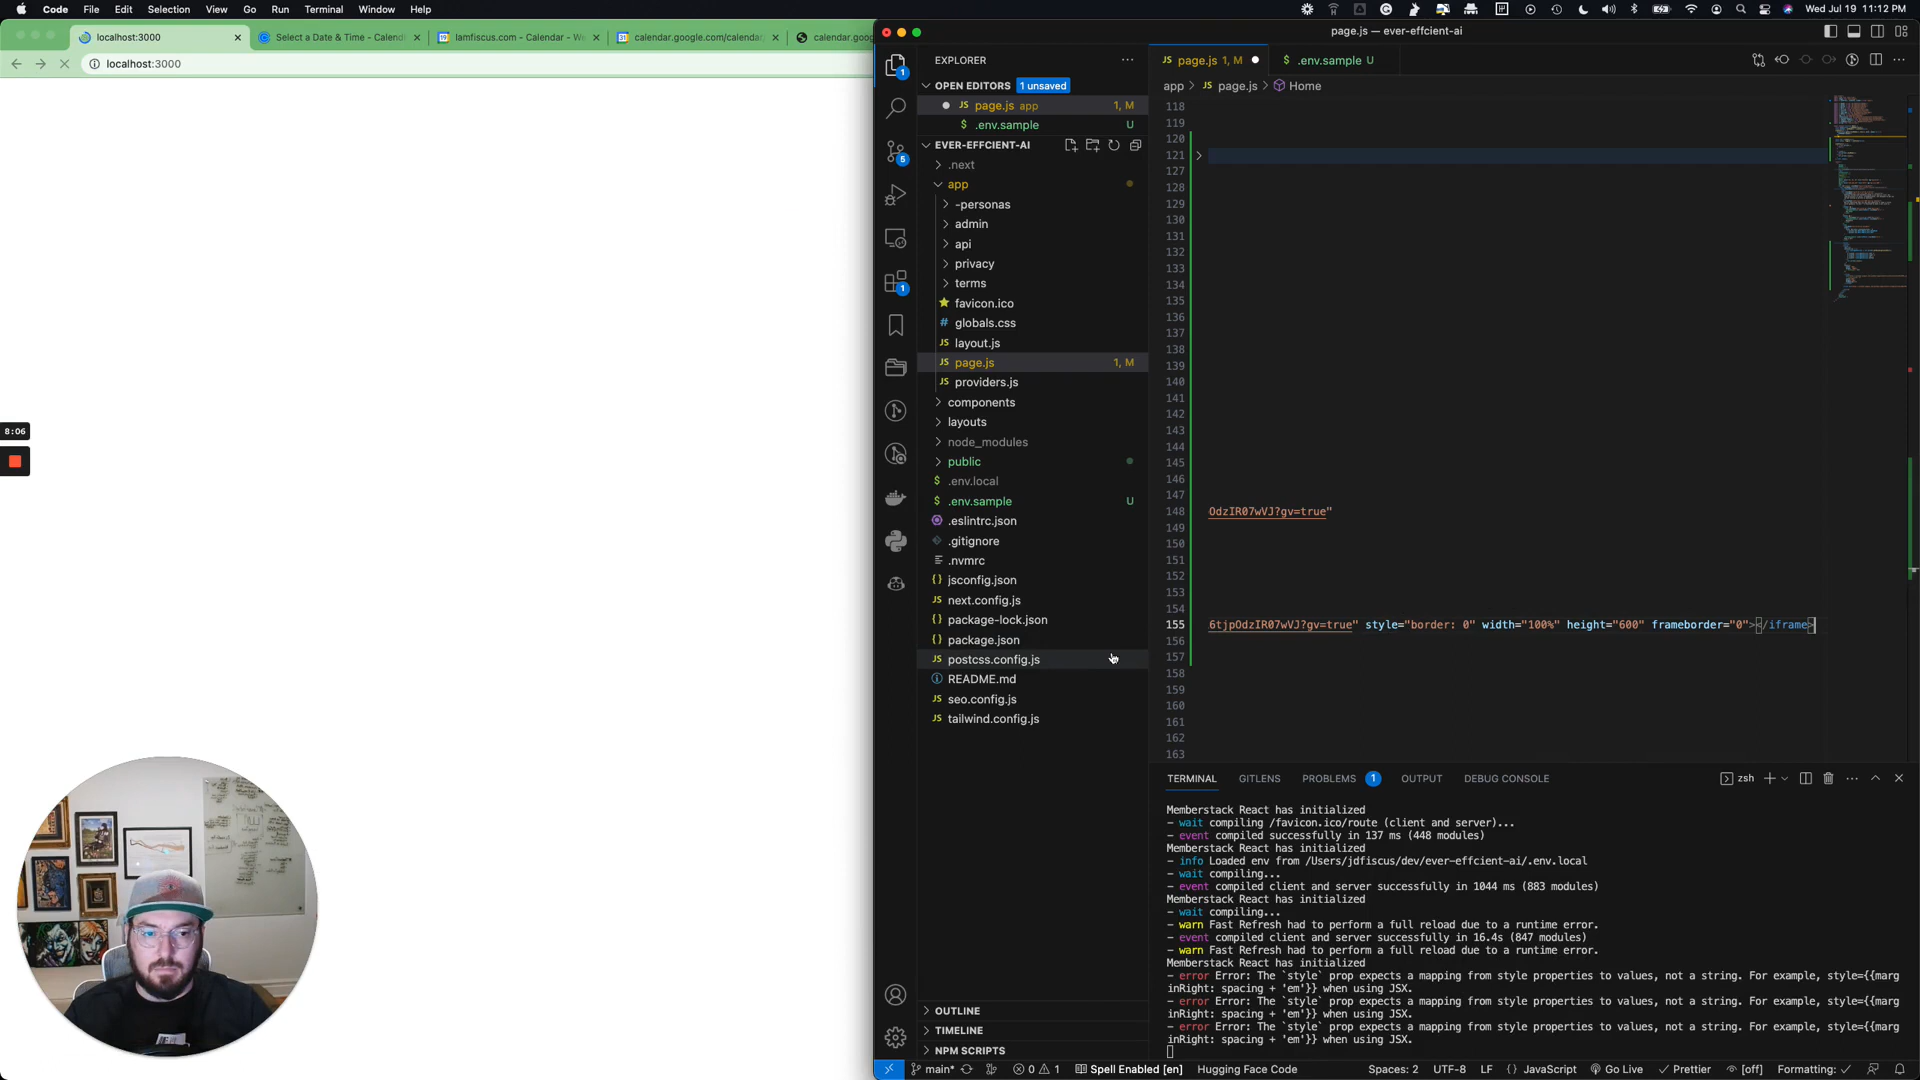 Code File Edit Selection View Go Run Terminal Window Help
Wed Jul 19 11:12 PM
localhost:3000
Select a Date & Time - Calend
Iamfiscus.com - Calendar - We
calendar.google.com/calendar
calendar.goo
localhost:3000
page.js — ever-effcient-ai
EXPLORER
page.js 1, M
.env.sample U
OPEN EDITORS 1 unsaved
app > page.js > Home
page.js app 1, M
.env.sample U
EVER-EFFCIENT-AI
.next
app
-personas
admin
api
privacy
terms
favicon.ico
globals.css
layout.js
page.js 1, M
providers.js
components
layouts
node_modules
public
.env.local
.env.sample U
.eslintrc.json
.gitignore
.nvmrc
jsconfig.json
next.config.js
package-lock.json
package.json
postcss.config.js
README.md
seo.config.js
tailwind.config.js
OUTLINE
TIMELINE
NPM SCRIPTS
8:06
118
119
120
121
127
128
129
130
131
132
133
134
135
136
137
138
139
140
141
142
143
144
145
146
147
148 OdzIR07wVJ?gv=true"
149
150
151
152
153
154
155 6tjpOdzIR07wVJ?gv=true" style="border: 0" width="100%" height="600" frameborder="0"></iframe>
156
157
158
159
160
161
162
163
TERMINAL GITLENS PROBLEMS 1 OUTPUT DEBUG CONSOLE zsh
Memberstack React has initialized
- wait compiling /favicon.ico/route (client and server)...
- event compiled successfully in 137 ms (448 modules)
Memberstack React has initialized
- info Loaded env from /Users/jdfiscus/dev/ever-effcient-ai/.env.local
- wait compiling...
- event compiled client and server successfully in 1044 ms (883 modules)
Memberstack React has initialized
- wait compiling...
- warn Fast Refresh had to perform a full reload due to a runtime error.
- event compiled client and server successfully in 16.4s (847 modules)
- warn Fast Refresh had to perform a full reload due to a runtime error.
Memberstack React has initialized
- error Error: The `style` prop expects a mapping from style properties to values, not a string. For example, style={{marg
inRight: spacing + 'em'}} when using JSX.
- error Error: The `style` prop expects a mapping from style properties to values, not a string. For example, style={{marg
inRight: spacing + 'em'}} when using JSX.
- error Error: The `style` prop expects a mapping from style properties to values, not a string. For example, style={{marg
inRight: spacing + 'em'}} when using JSX.
main* 0 1 Spell Enabled [en] Hugging Face Code Spaces: 2 UTF-8 LF JavaScript Go Live Prettier [off] Formatting: